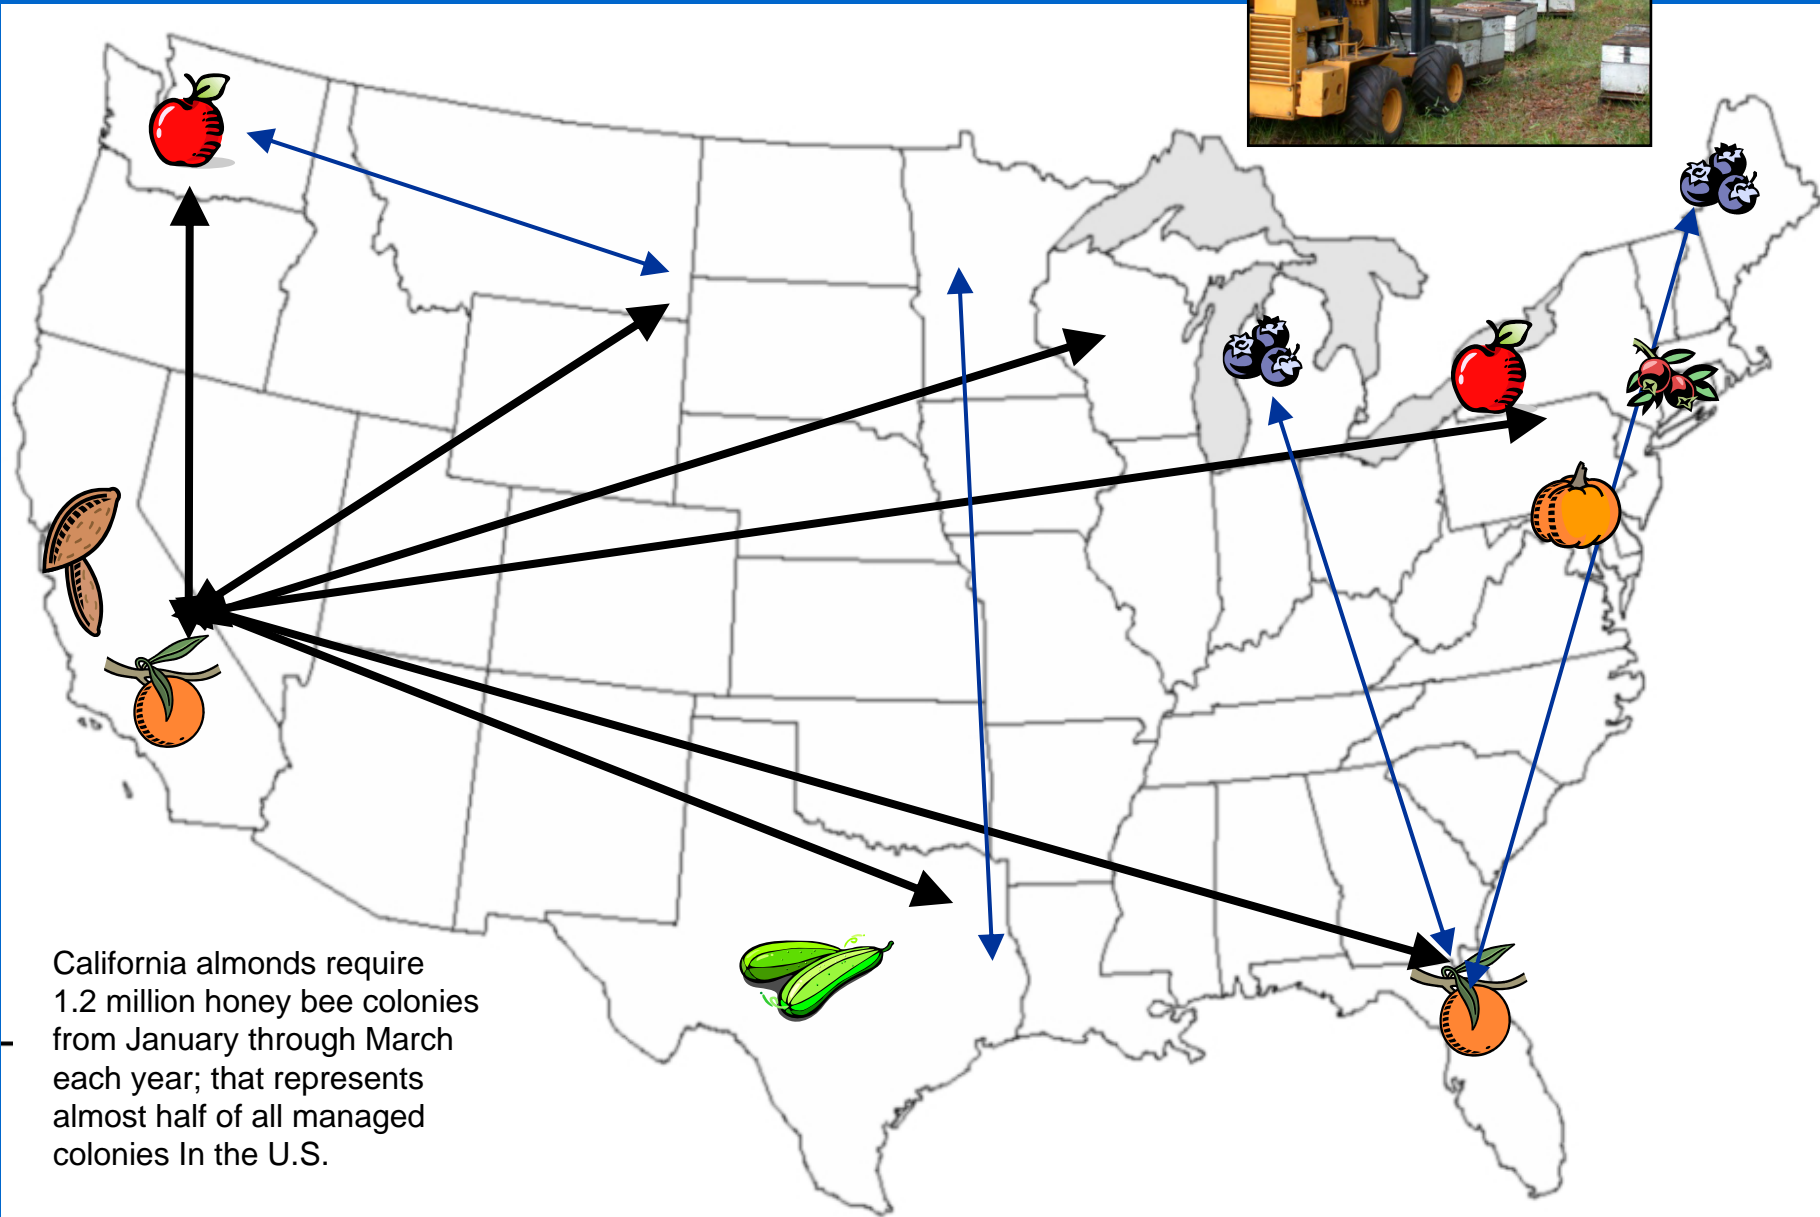 California almonds require
1.2 million honey bee colonies
from January through March
each year; that represents
almost half of all managed
colonies In the U.S.